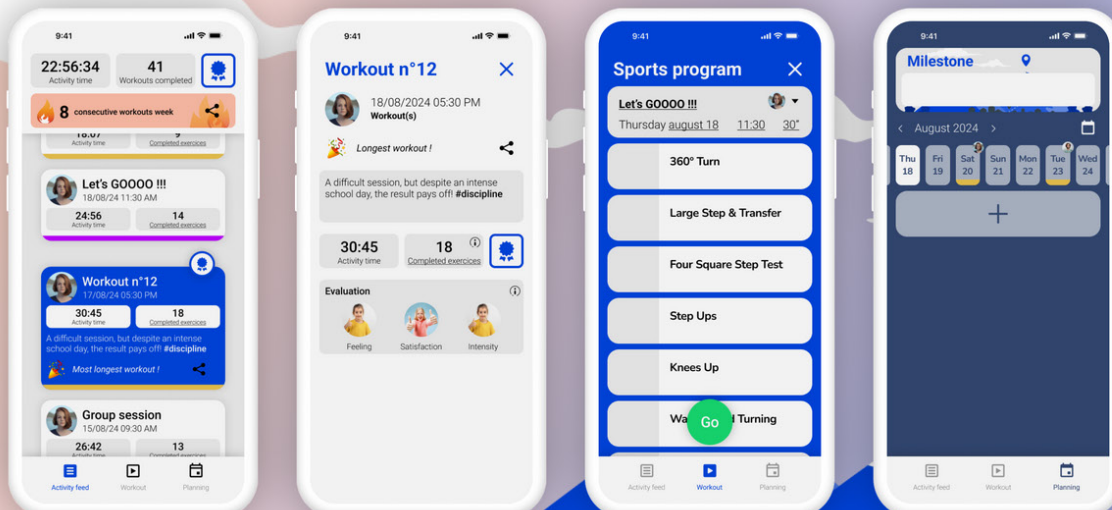 9:41
22:56:34
Activity time
41
Workouts completed
8 consecutive workouts week
18:07
Activity time
9
Completed exercices
Let's GOOOO !!!
18/08/24 11:30 AM
24:56
Activity time
14
Completed exercices
Workout n°12
17/08/24 05:30 PM
30:45
Activity time
18
Completed exercices
A difficult session, but despite an intense
school day, the result pays off! #discipline
Most longest workout !
Group session
15/08/24 09:30 AM
26:42
Activity time
13
Completed exercices
Activity feed
Workout
Planning
9:41
Workout n°12
18/08/2024 05:30 PM
Workout(s)
Longest workout !
A difficult session, but despite an intense
school day, the result pays off! #discipline
30:45
Activity time
18
Completed exercices
Evaluation
Feeling
Satisfaction
Intensity
9:41
Sports program
Let's GOOOO !!!
Thursday august 18 11:30 30"
360° Turn
Large Step & Transfer
Four Square Step Test
Step Ups
Knees Up
Turning
Go
Activity feed
Workout
Planning
9:41
Milestone
August 2024
Thu
18
Fri
19
Sat
20
Sun
21
Mon
22
Tue
23
Wed
24
Activity feed
Workout
Planning